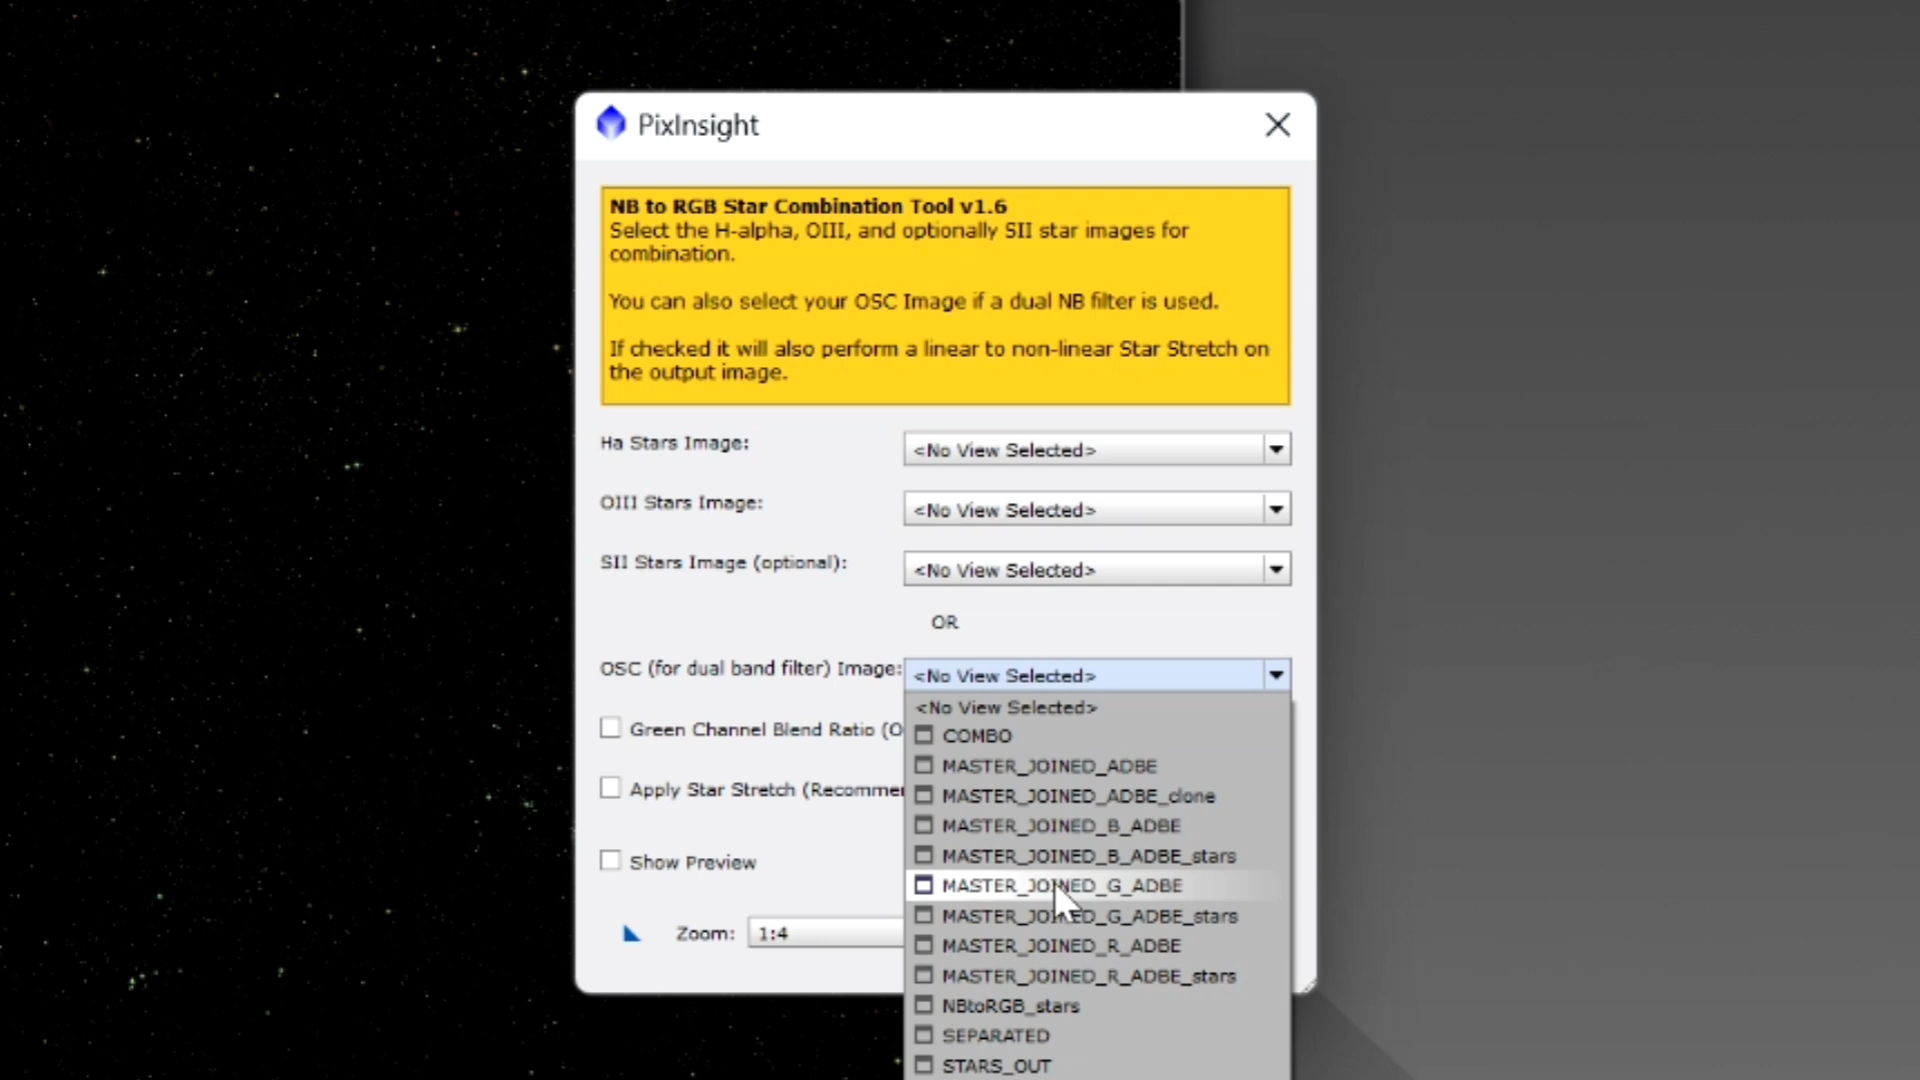 PixInsight
NB to RGB Star Combination Tool v1.6
Select the H-alpha, OIII, and optionally SII star images for
combination.
You can also select your OSC Image if a dual NB filter is used.
If checked it will also perform a linear to non-linear Star Stretch on
the output image.
Ha Stars Image:
<No View Selected>
OIII Stars Image:
<No View Selected>
SII Stars Image (optional):
<No View Selected>
OR
OSC (for dual band filter) Image:
<No View Selected>
<No View Selected>
COMBO
MASTER_JOINED_ADBE
MASTER_JOINED_ADBE_clone
MASTER_JOINED_B_ADBE
MASTER_JOINED_B_ADBE_stars
MASTER_JOINED_G_ADBE
MASTER_JOINED_G_ADBE_stars
MASTER_JOINED_R_ADBE
MASTER_JOINED_R_ADBE_stars
NBtoRGB_stars
SEPARATED
STARS_OUT
Green Channel Blend Ratio (O
Apply Star Stretch (Recommen
Show Preview
Zoom: 1:4